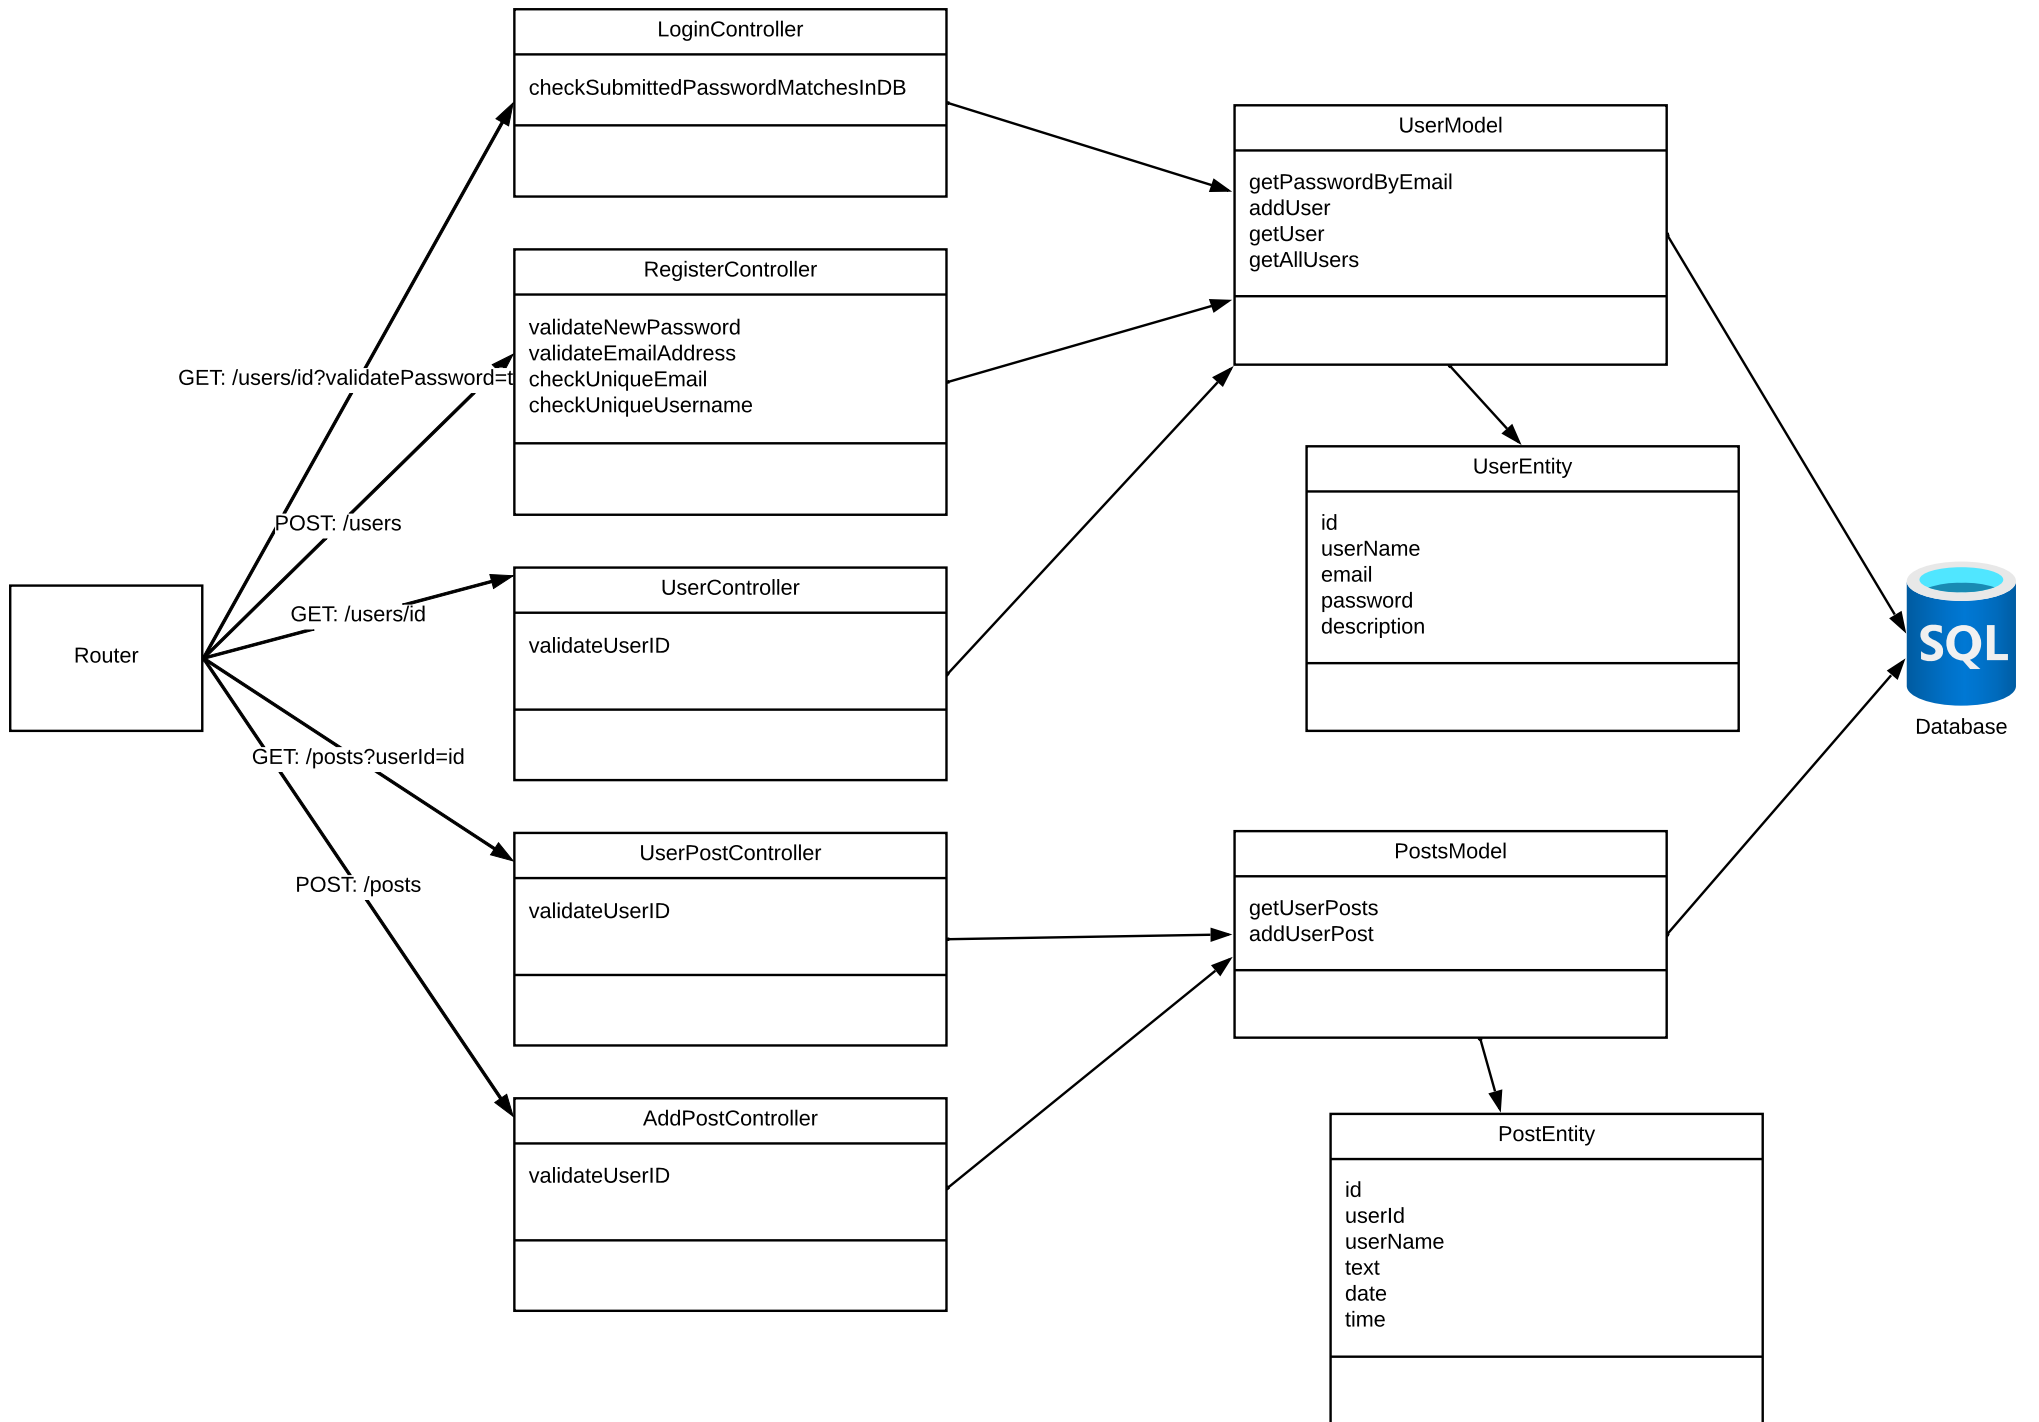 LoginController
checkSubmittedPasswordMatchesInDB
RegisterController
validateNewPassword
validateEmailAddress
checkUniqueEmail
checkUniqueUsername
UserController
validateUserID
UserPostController
validateUserID
AddPostController
validateUserID
Router
GET: /users/id?validatePassword=t
POST: /users
GET: /users/id
GET: /posts?userId=id
POST: /posts
UserModel
getPasswordByEmail
addUser
getUser
getAllUsers
UserEntity
id
userName
email
password
description
PostsModel
getUserPosts
addUserPost
PostEntity
id
userId
userName
text
date
time
SQL
Database